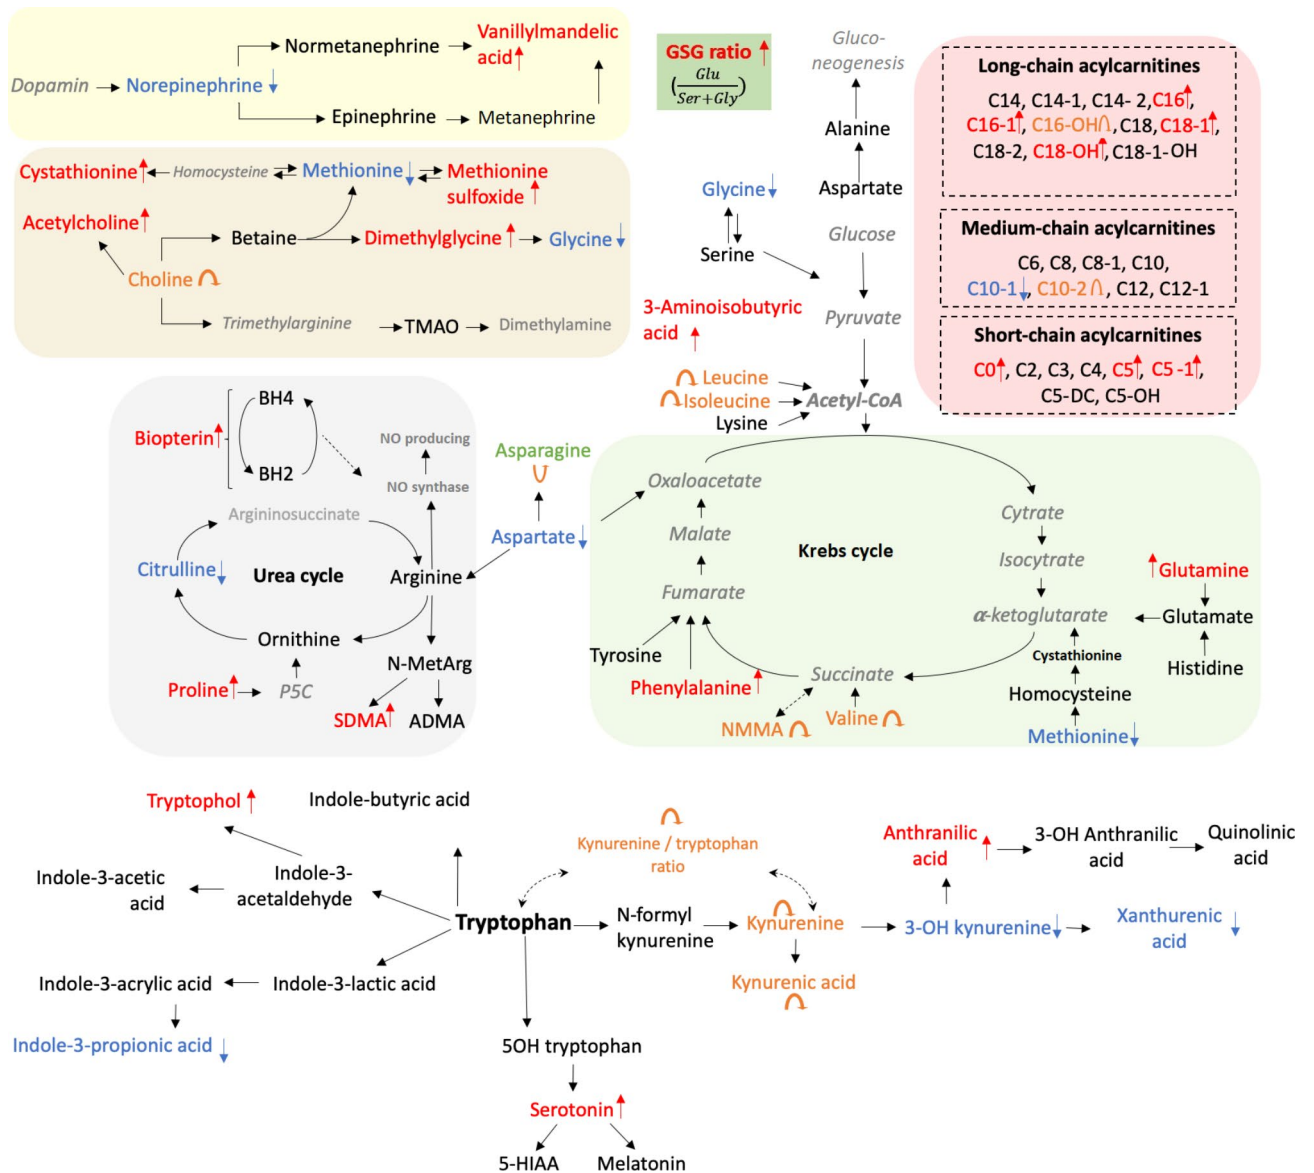 Dopamin
Norepinephrine
Normetanephrine
Vanillylmandelic
acid
Epinephrine
Metanephrine
Cystathionine
Homocysteine
Methionine
Methionine
sulfoxide
Acetylcholine
Betaine
Dimethylglycine
Glycine
Choline
Trimethylarginine
TMAO
Dimethylamine
GSG ratio
(Glu
Ser+Gly)
Gluco-
neogenesis
Alanine
Aspartate
Glycine
Serine
Glucose
3-Aminoisobutyric
acid
Pyruvate
Leucine
Isoleucine
Lysine
Acetyl-CoA
Long-chain acylcarnitines
C14, C14-1, C14- 2, C16,
C16-1, C16-OH, C18, C18-1,
C18-2, C18-OH, C18-1-OH
Medium-chain acylcarnitines
C6, C8, C8-1, C10,
C10-1, C10-2, C12, C12-1
Short-chain acylcarnitines
C0, C2, C3, C4, C5, C5 -1,
C5-DC, C5-OH
Biopterin
BH4
BH2
NO producing
NO synthase
Argininosuccinate
Citrulline
Urea cycle
Arginine
Ornithine
Proline
P5C
N-MetArg
SDMA
ADMA
Asparagine
Aspartate
Oxaloacetate
Malate
Fumarate
Krebs cycle
Cytrate
Isocytrate
α-ketoglutarate
Glutamine
Glutamate
Histidine
Cystathionine
Homocysteine
Methionine
Tyrosine
Phenylalanine
Succinate
NMMA
Valine
Tryptophol
Indole-butyric acid
Indole-3-acetic
acid
Indole-3-
acetaldehyde
Kynurenine / tryptophan
ratio
Tryptophan
N-formyl
kynurenine
Kynurenine
Kynurenic acid
3-OH kynurenine
Xanthurenic
acid
Anthranilic
acid
3-OH Anthranilic
acid
Quinolinic
acid
Indole-3-acrylic acid
Indole-3-lactic acid
Indole-3-propionic acid
5OH tryptophan
Serotonin
5-HIAA
Melatonin